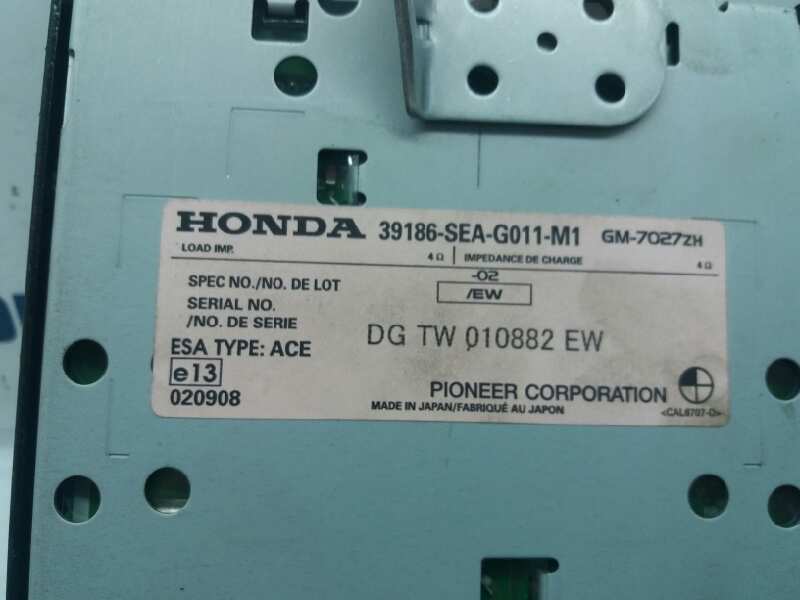 HONDA 39186-SEA-G011-M1 GM-7027ZH
LOAD IMP. 4Ω IMPEDANCE DE CHARGE 4Ω
-02
SPEC NO./NO. DE LOT /EW
SERIAL NO.
/NO. DE SERIE DG TW 010882 EW
ESA TYPE: ACE
e13
020908
PIONEER CORPORATION
MADE IN JAPAN/FABRIQUÉ AU JAPON
<CAL8707-D>